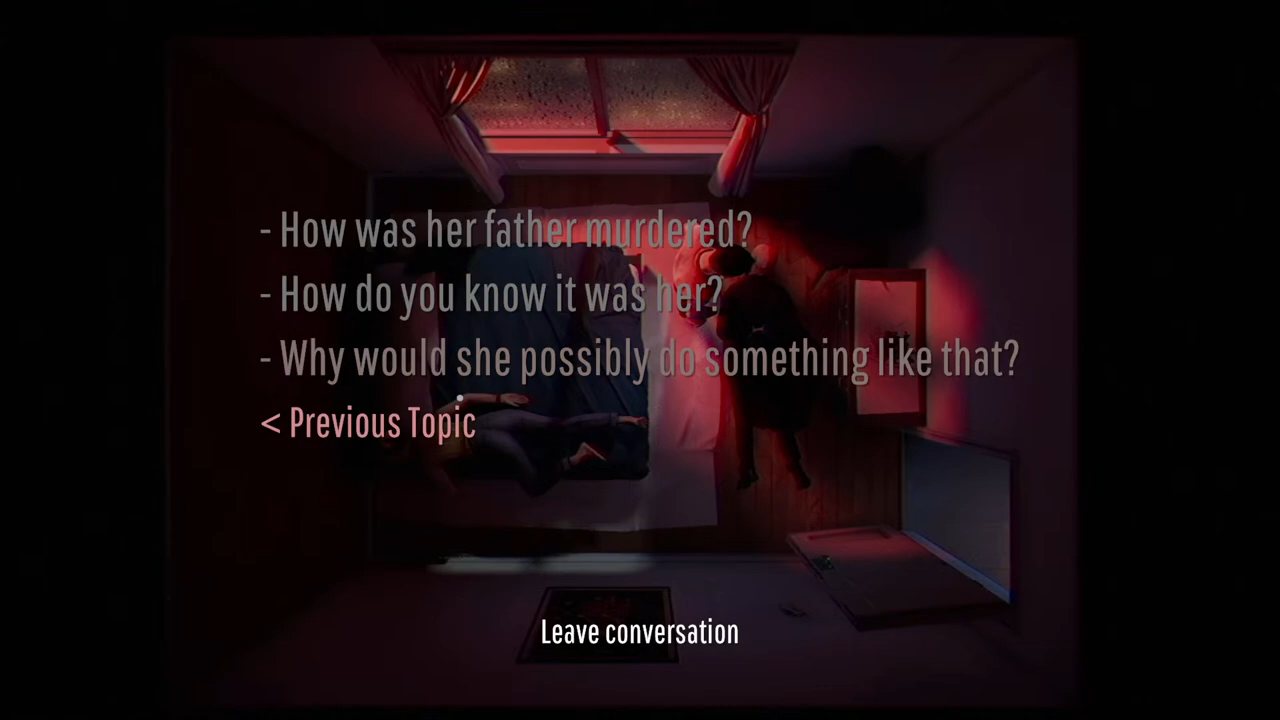 - How was her father murdered?
- How do you know it was her?
- Why would she possibly do something like that?
< Previous Topic
Leave conversation